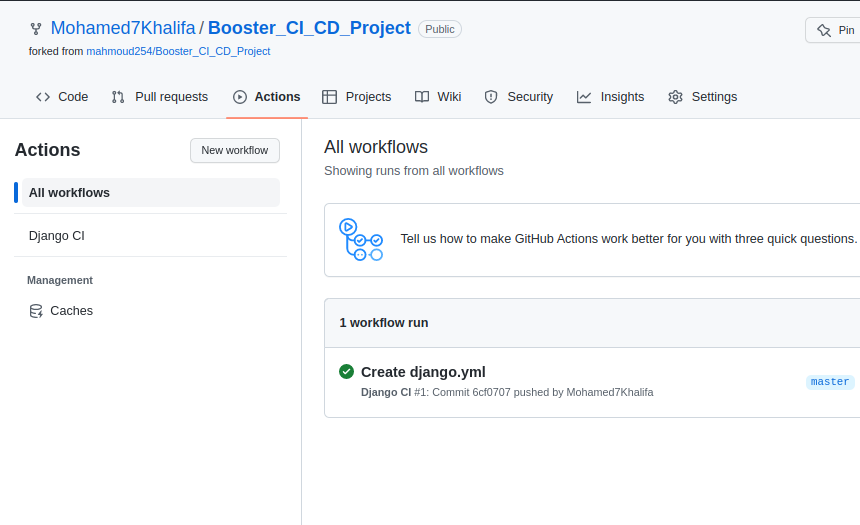 Mohamed7Khalifa / Booster_CI_CD_Project Public
Pin
forked from mahmoud254/Booster_CI_CD_Project
Code Pull requests Actions Projects Wiki Security Insights Settings
Actions
New workflow
All workflows
Django CI
Management
Caches
All workflows
Showing runs from all workflows
Tell us how to make GitHub Actions work better for you with three quick questions.
1 workflow run
Create django.yml
Django CI #1: Commit 6cf0707 pushed by Mohamed7Khalifa
master